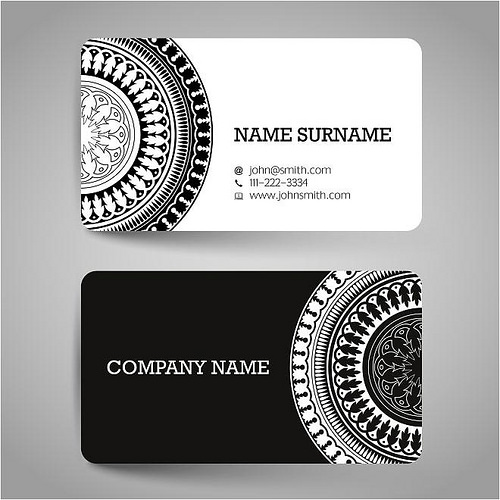 NAME SURNAME
@ john@smith.com
111-222-3334
www.johnsmith.com
COMPANY NAME